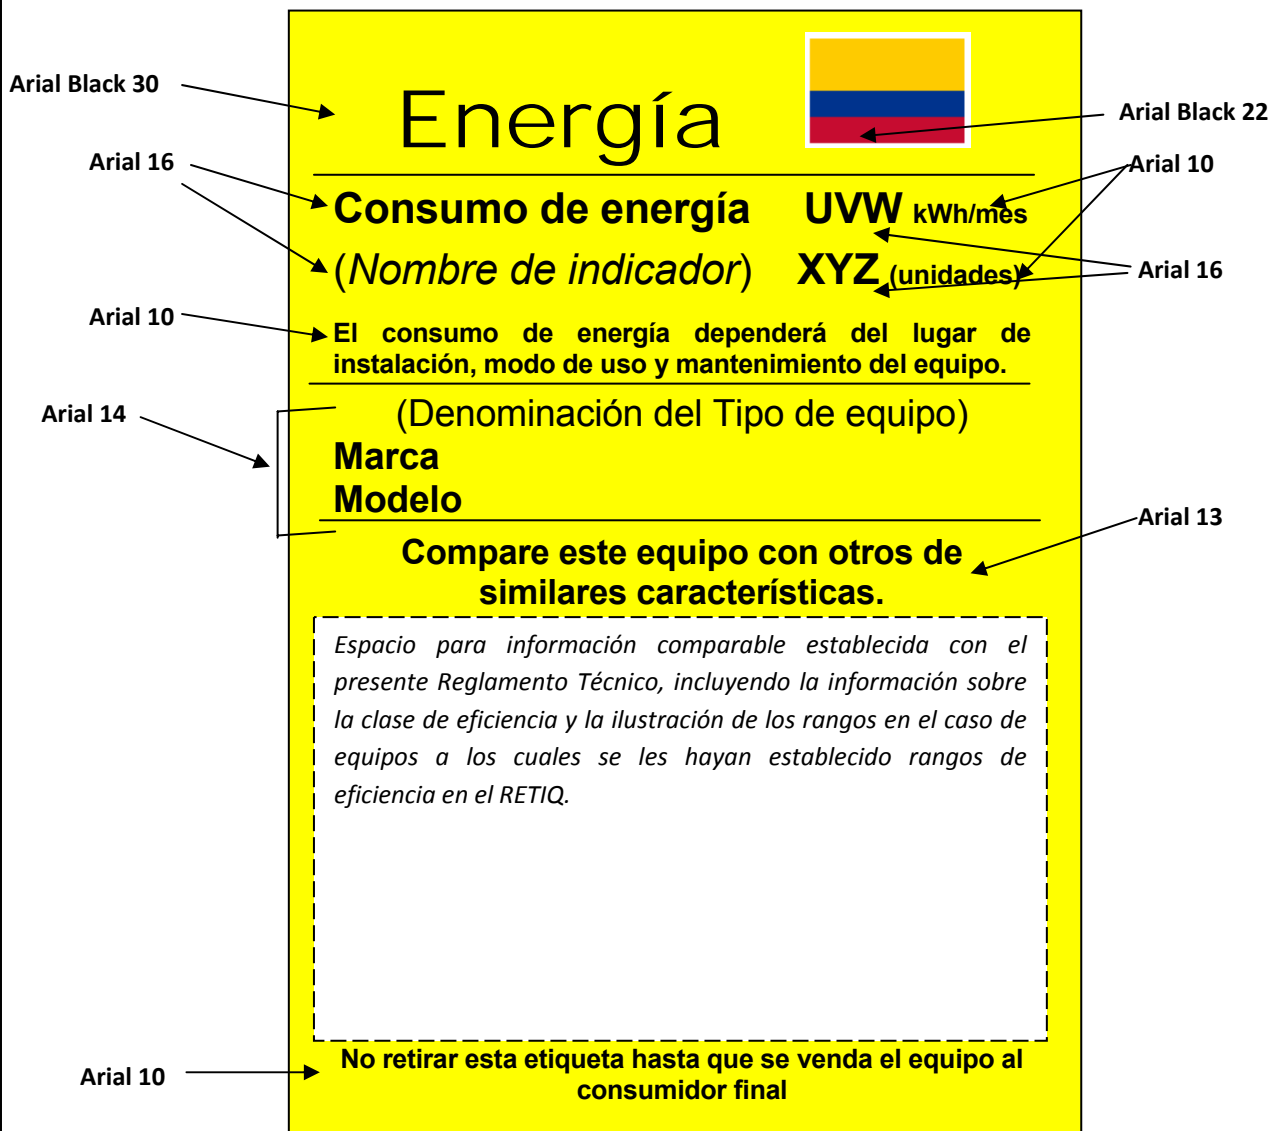 Arial Black 30
Energía
Arial Black 22
Arial 16
Arial 10
Consumo de energía UVW kWh/mes
(Nombre de indicador) XYZ (unidades)
Arial 16
Arial 10
El consumo de energía dependerá del lugar de
instalación, modo de uso y mantenimiento del equipo.
Arial 14
(Denominación del Tipo de equipo)
Marca
Modelo
Arial 13
Compare este equipo con otros de
similares características.
Espacio para información comparable establecida con el
presente Reglamento Técnico, incluyendo la información sobre
la clase de eficiencia y la ilustración de los rangos en el caso de
equipos a los cuales se les hayan establecido rangos de
eficiencia en el RETIQ.
Arial 10
No retirar esta etiqueta hasta que se venda el equipo al
consumidor final